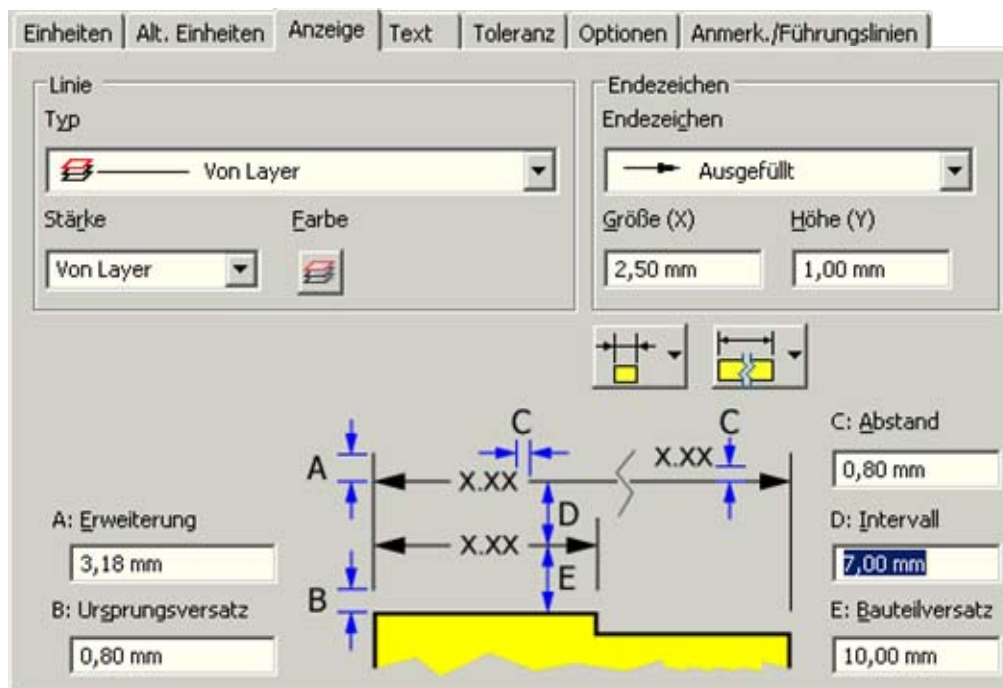 Einheiten Alt. Einheiten Anzeige Text Toleranz Optionen Anmerk./Führungslinien
Linie
Typ
Von Layer
Stärke Farbe
Von Layer
Endezeichen
Endezeichen
Ausgefüllt
Größe (X) Höhe (Y)
2,50 mm 1,00 mm
C C
A X.XX X.XX
D
X.XX
E
B
A: Erweiterung
3,18 mm
B: Ursprungsversatz
0,80 mm
C: Abstand
0,80 mm
D: Intervall
7,00 mm
E: Bauteilversatz
10,00 mm